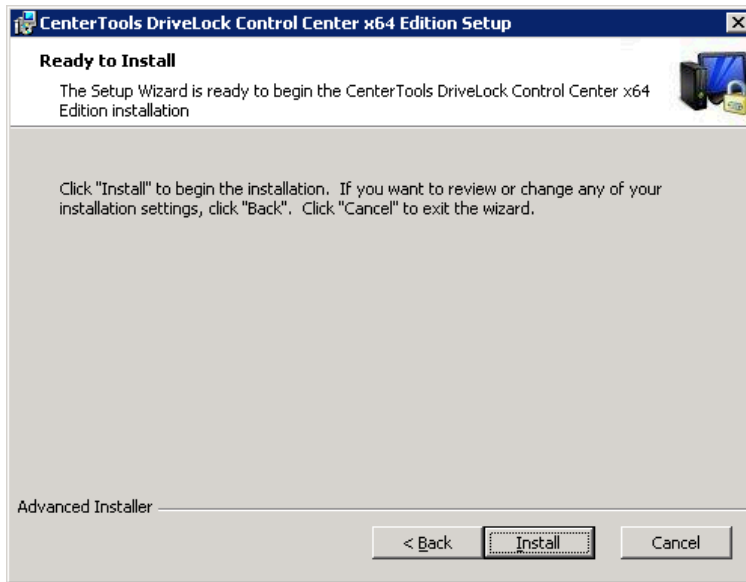 CenterTools DriveLock Control Center x64 Edition Setup
Ready to Install
The Setup Wizard is ready to begin the CenterTools DriveLock Control Center x64
Edition installation
Click "Install" to begin the installation.  If you want to review or change any of your
installation settings, click "Back".  Click "Cancel" to exit the wizard.
Advanced Installer
< Back Install Cancel